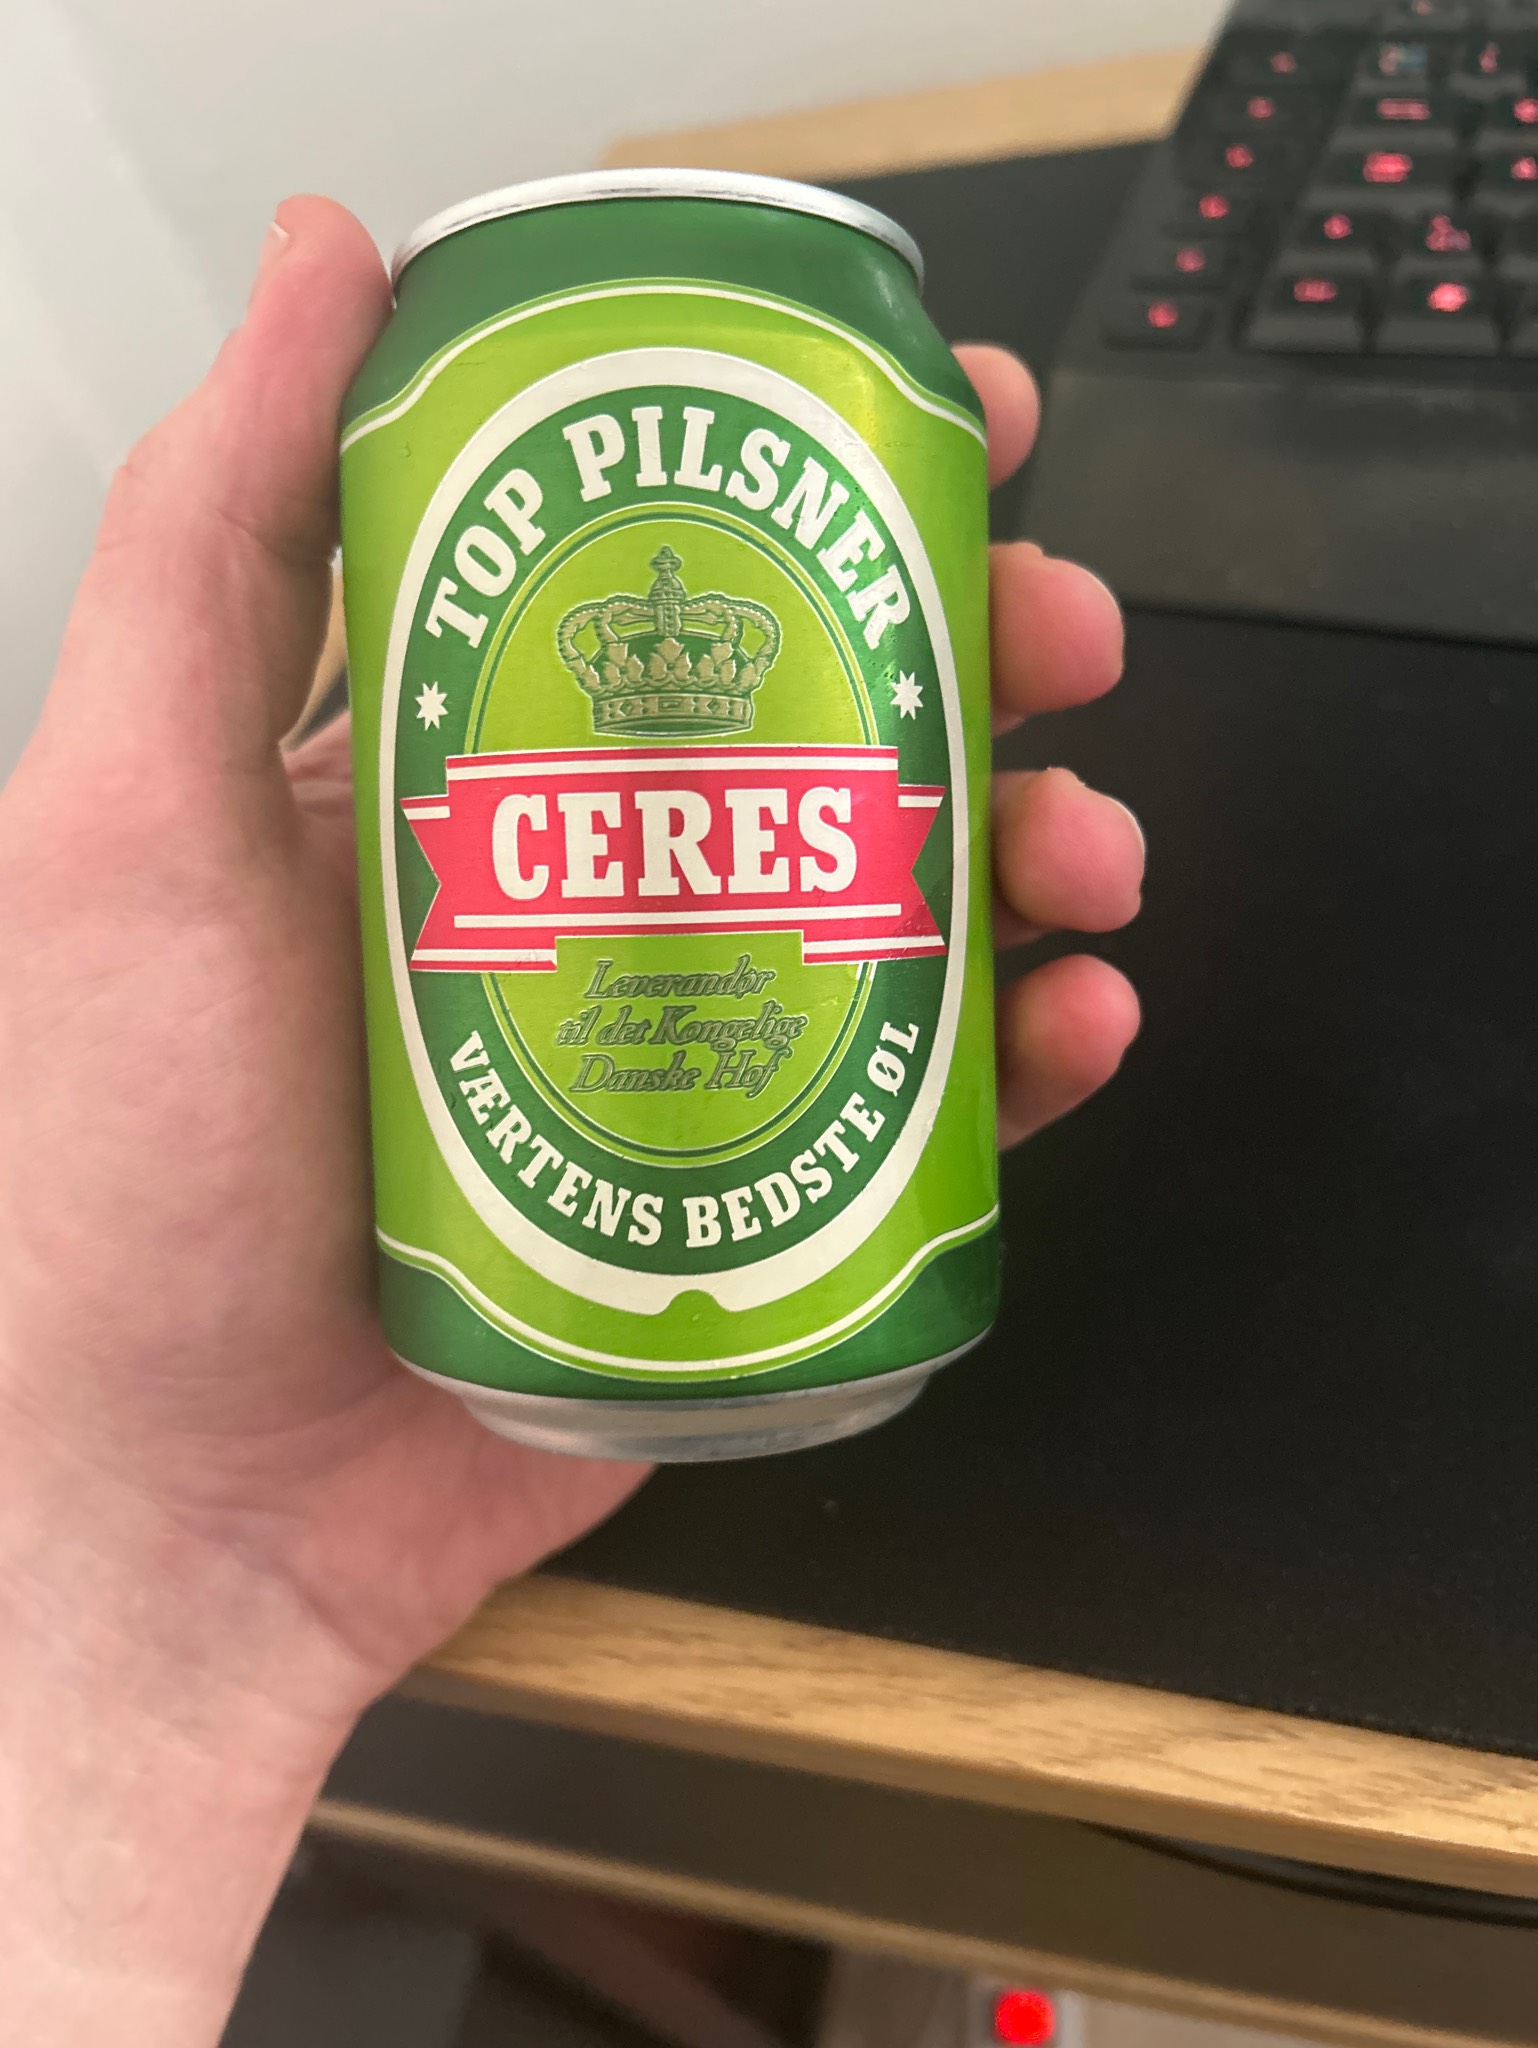 TOP PILSNER
CERES
Leverandør
til det Kongelige
Danske Hof
VÆRTENS BEDSTE ØL